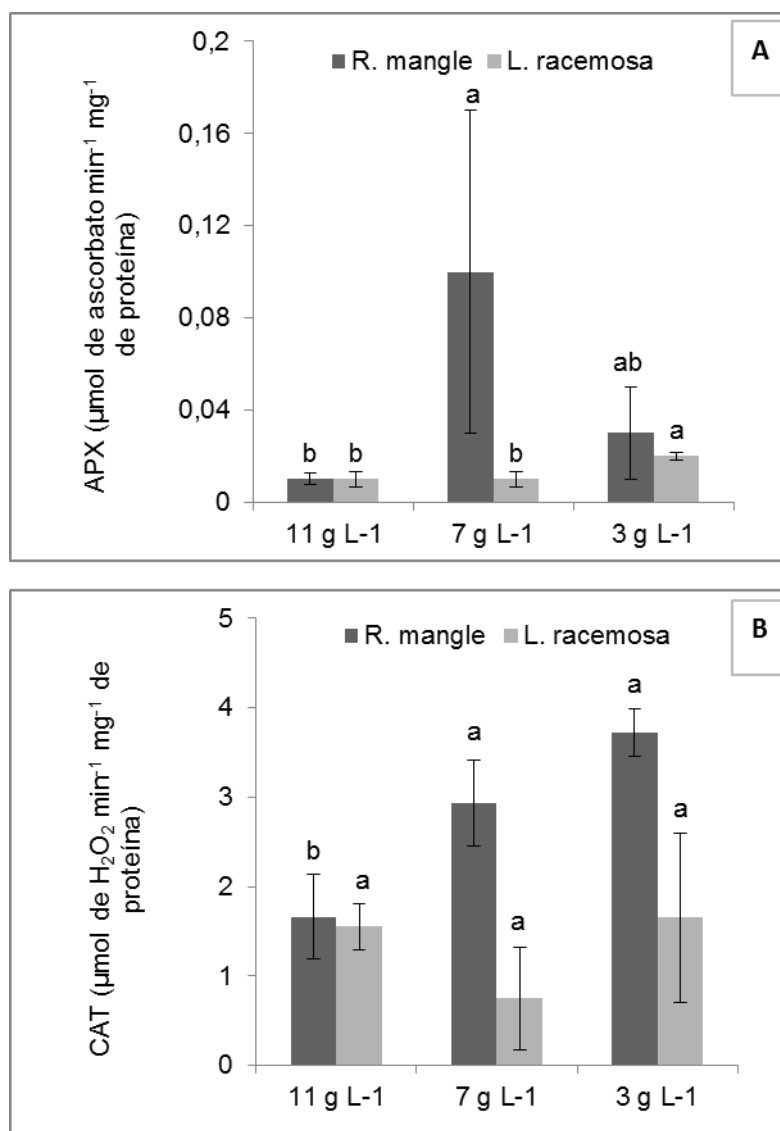 A
R. mangle L. racemosa
APX (µmol de ascorbato min⁻¹ mg⁻¹
de proteína)
0,2
0,16
0,12
0,08
0,04
0
b b a b ab a
11 g L-1 7 g L-1 3 g L-1
B
R. mangle L. racemosa
CAT (µmol de H₂O₂ min⁻¹ mg⁻¹ de
proteína)
5
4
3
2
1
0
b a a a a a
11 g L-1 7 g L-1 3 g L-1